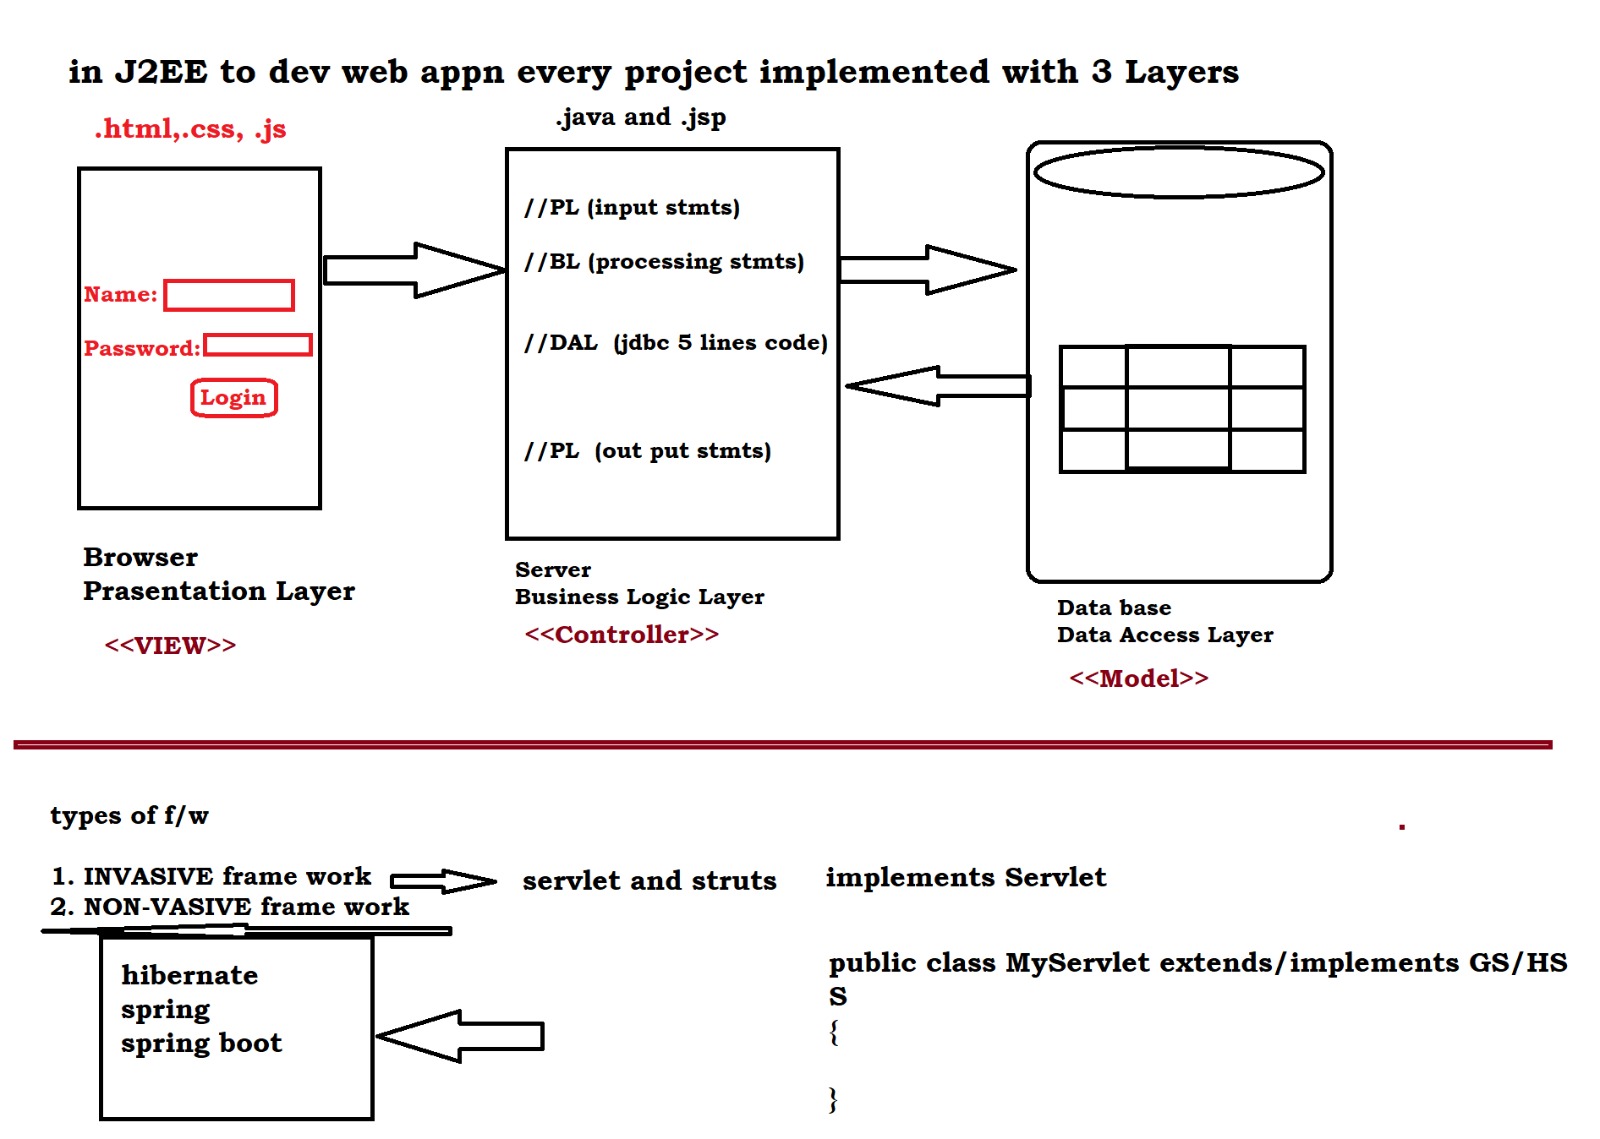 in J2EE to dev web appn every project implemented with 3 Layers
.html,.css, .js
.java and .jsp
Name:
Password:
Login
//PL (input stmts)
//BL (processing stmts)
//DAL (jdbc 5 lines code)
//PL (out put stmts)
Browser
Prasentation Layer
<<VIEW>>
Server
Business Logic Layer
<<Controller>>
Data base
Data Access Layer
<<Model>>
types of f/w
1. INVASIVE frame work
servlet and struts
2. NON-VASIVE frame work
hibernate
spring
spring boot
implements Servlet
public class MyServlet extends/implements GS/HS
S
{
}